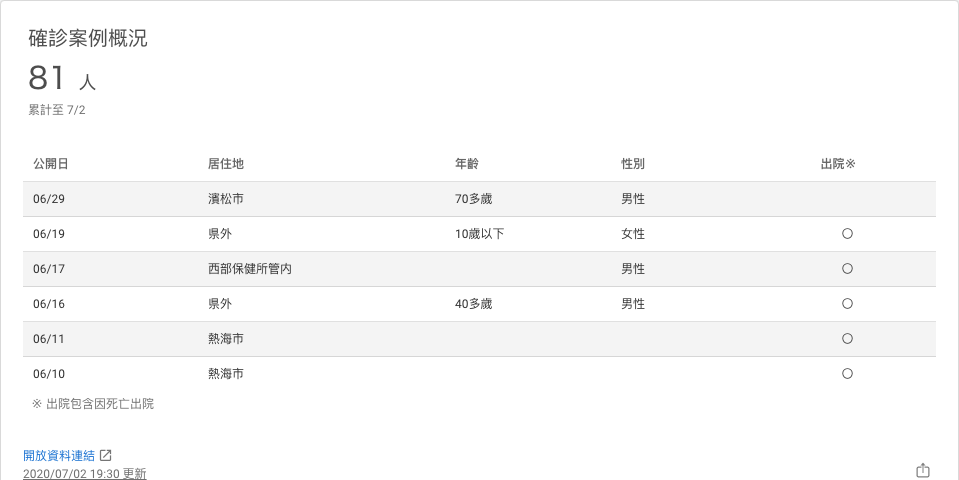 確診案例概況
81 人
累計至 7/2
公開日 居住地 年齢 性別 出院※
06/29 濱松市 70多歲 男性
06/19 県外 10歲以下 女性 〇
06/17 西部保健所管内 男性 〇
06/16 県外 40多歲 男性 〇
06/11 熱海市 〇
06/10 熱海市 〇
※ 出院包含因死亡出院
開放資料連結
2020/07/02 19:30 更新